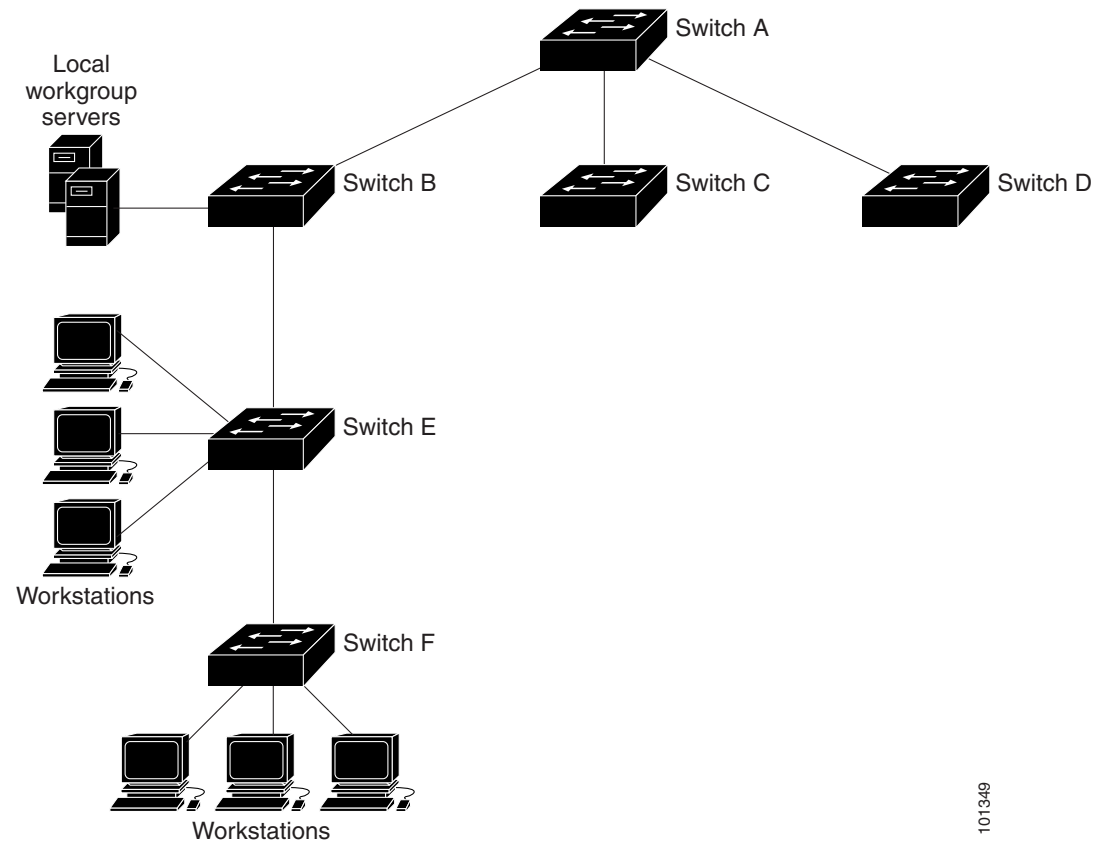 Switch A
Local
workgroup
servers
Switch B
Switch C
Switch D
Switch E
Workstations
Switch F
Workstations
101349